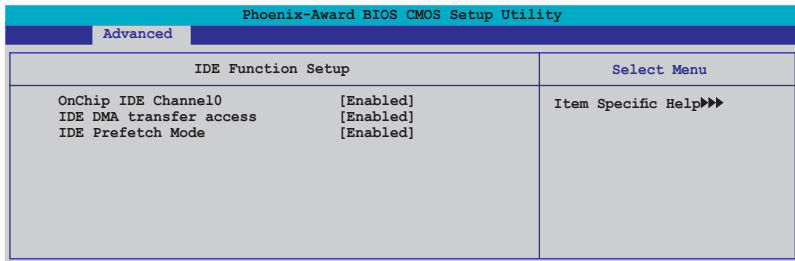 Phoenix-Award BIOS CMOS Setup Utility
Advanced
IDE Function Setup
Select Menu
OnChip IDE Channel0 [Enabled]
IDE DMA transfer access [Enabled]
IDE Prefetch Mode [Enabled]
Item Specific Help